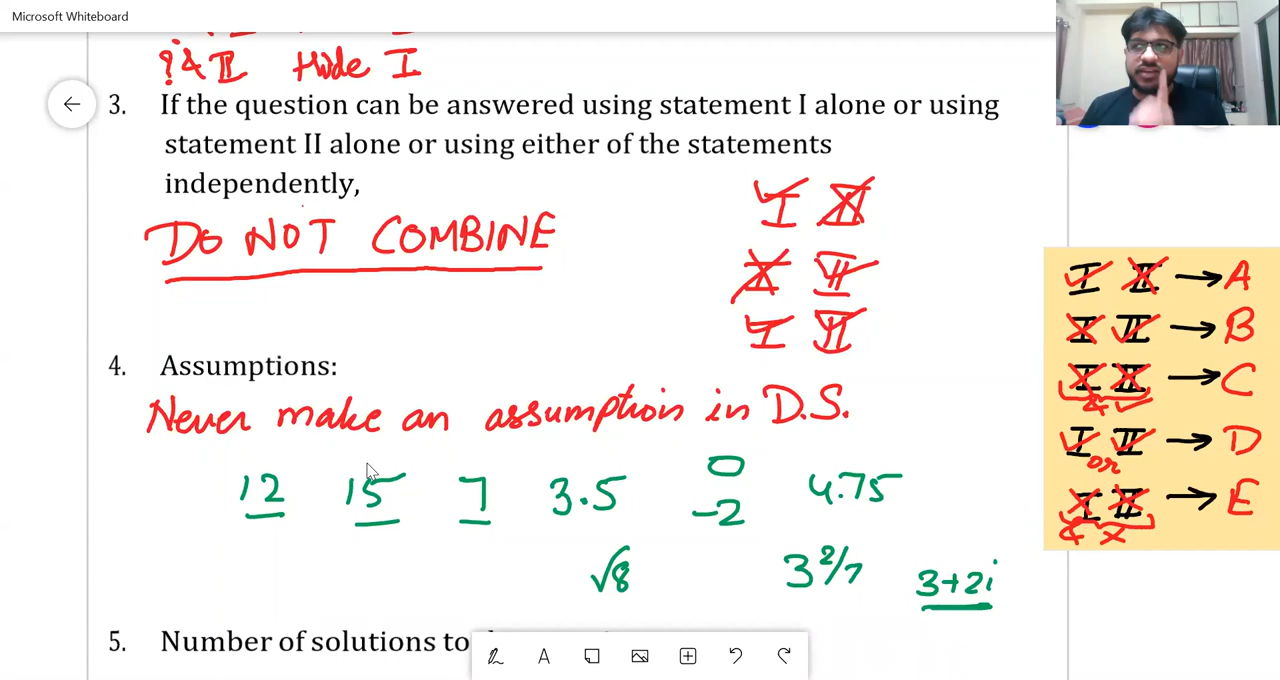 Microsoft Whiteboard
? & II Hide I
3. If the question can be answered using statement I alone or using
statement II alone or using either of the statements
independently,
DO NOT COMBINE
I II
I II
I II
4. Assumptions:
Never make an assumption in D.S.
12 15 7 3.5 0 -2 4.75
√8 3 2/7 3+2i
5. Number of solutions to
I II → A
I II → B
I II → C
&
I or II → D
I II → E
&